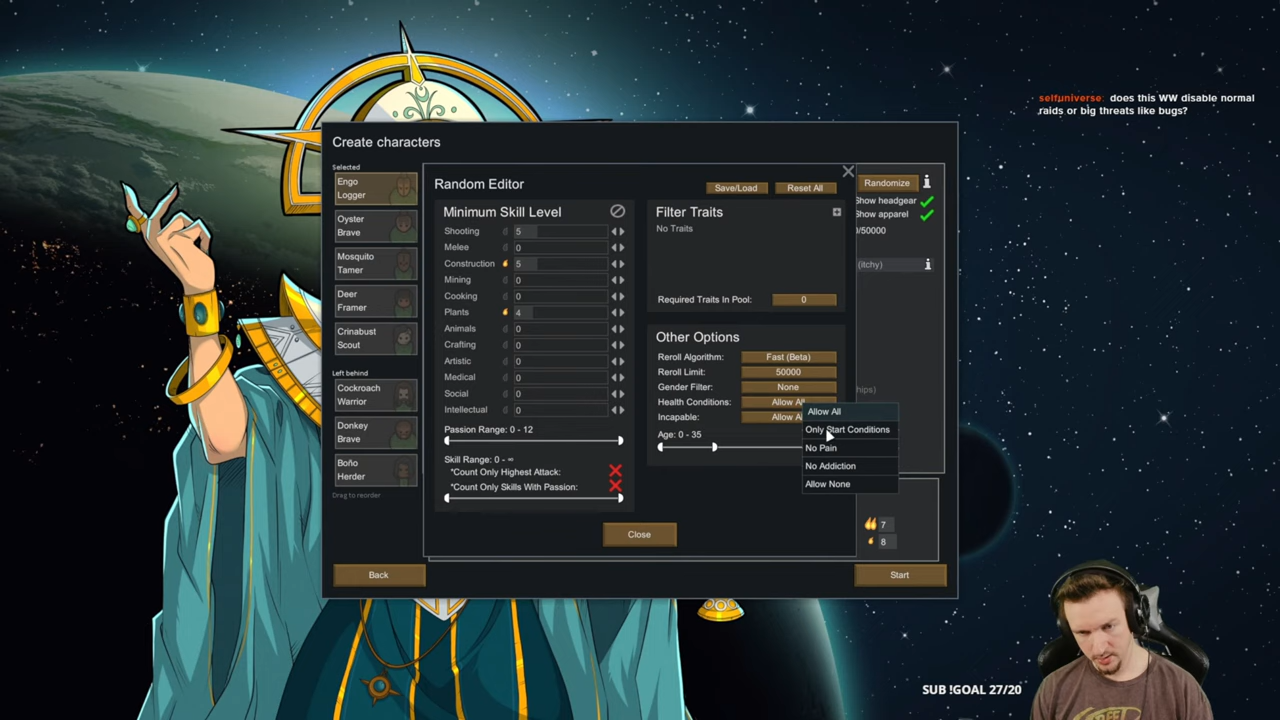 selfμniverse: does this WW disable normal
raids or big threats like bugs?
Create characters
Selected
Engo
Logger
Oyster
Brave
Mosquito
Tamer
Deer
Framer
Crinabust
Scout
Left behind
Cockroach
Warrior
Donkey
Brave
Boño
Herder
Drag to reorder
Random Editor
Save/Load
Reset All
Minimum Skill Level
Shooting 5
Melee 0
Construction 5
Mining 0
Cooking 0
Plants 4
Animals 0
Crafting 0
Artistic 0
Medical 0
Social 0
Intellectual 0
Passion Range: 0 - 12
Skill Range: 0 - ∞
*Count Only Highest Attack:
*Count Only Skills With Passion:
Filter Traits
No Traits
Required Traits In Pool: 0
Other Options
Reroll Algorithm: Fast (Beta)
Reroll Limit: 50000
Gender Filter: None
Health Conditions: Allow All
Incapable: Allow A
Age: 0 - 35
Allow All
Only Start Conditions
No Pain
No Addiction
Allow None
Close
Randomize
Show headgear
Show apparel
/50000
(itchy)
hips)
7
8
Back
Start
SUB !GOAL 27/20